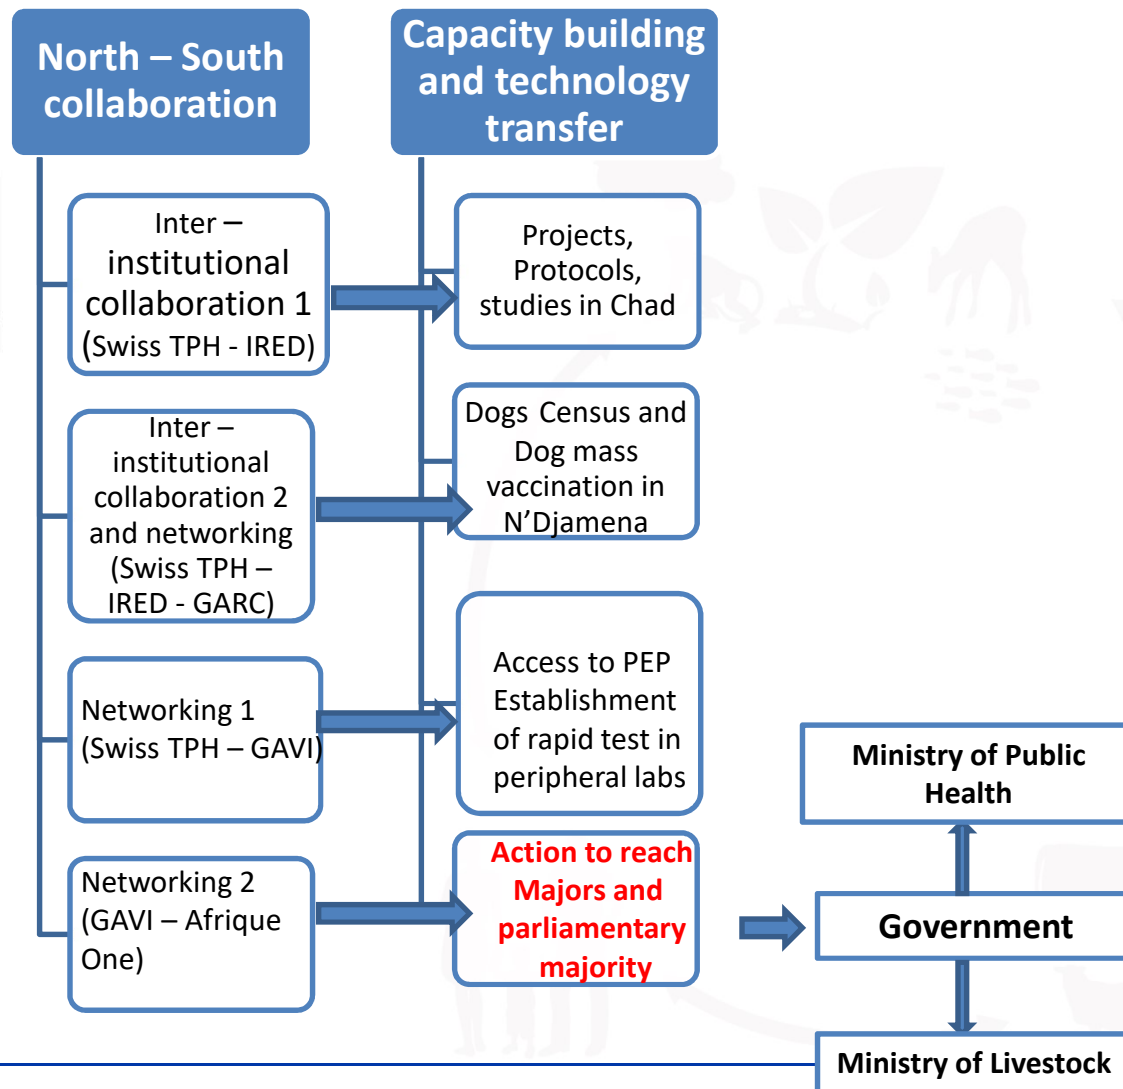 North – South
collaboration
Capacity building
and technology
transfer
Inter –
institutional
collaboration 1
(Swiss TPH - IRED)
Projects,
Protocols,
studies in Chad
Inter –
institutional
collaboration 2
and networking
(Swiss TPH –
IRED - GARC)
Dogs Census and
Dog mass
vaccination in
N’Djamena
Networking 1
(Swiss TPH – GAVI)
Access to PEP
Establishment
of rapid test in
peripheral labs
Networking 2
(GAVI – Afrique
One)
Action to reach
Majors and
parliamentary
majority
Ministry of Public
Health
Government
Ministry of Livestock